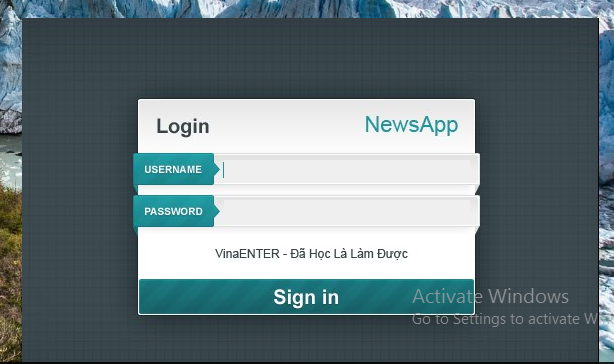 Login
NewsApp
USERNAME
PASSWORD
VinaENTER - Đã Học Là Làm Được
Sign in
Activate Windows
Go to Settings to activate W